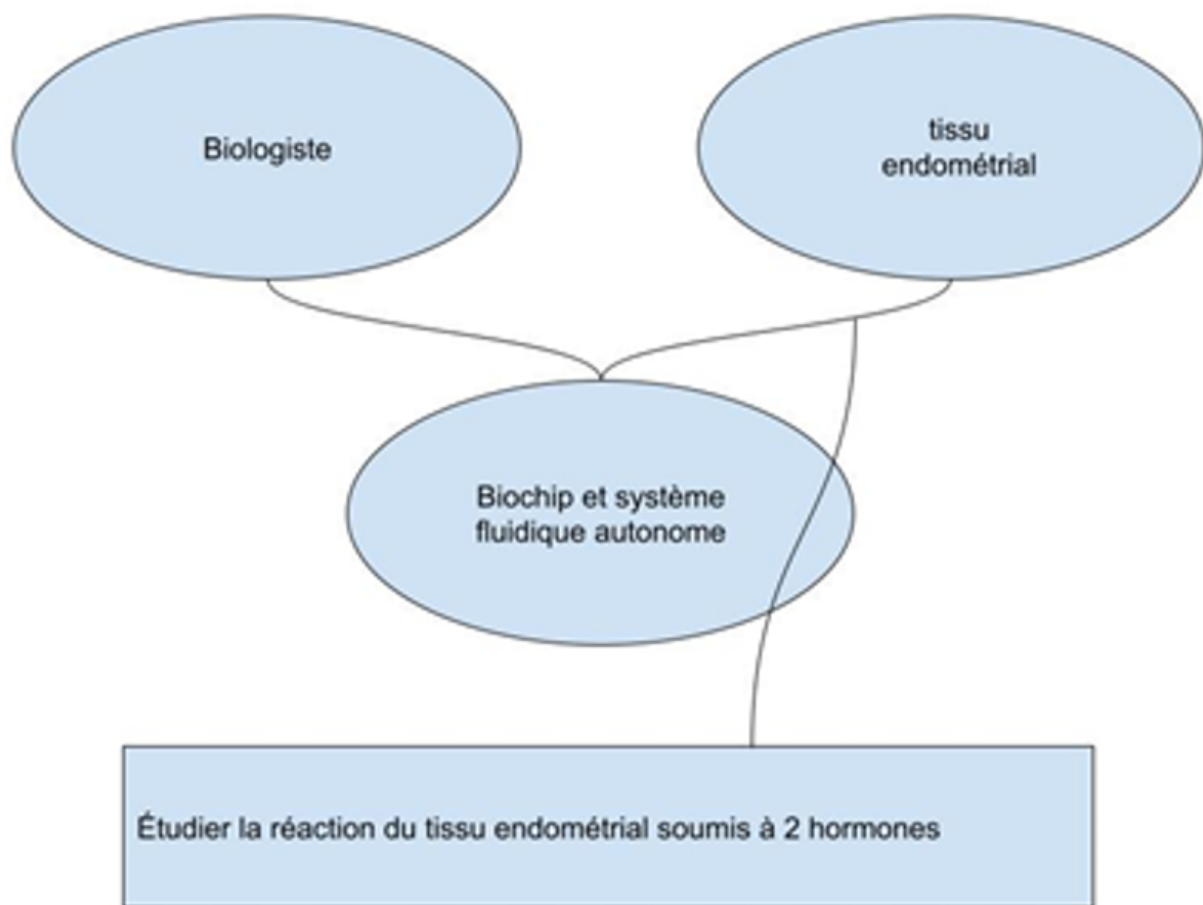 Biologiste
tissu
endométrial
Biochip et système
fluidique autonome
Étudier la réaction du tissu endométrial soumis à 2 hormones